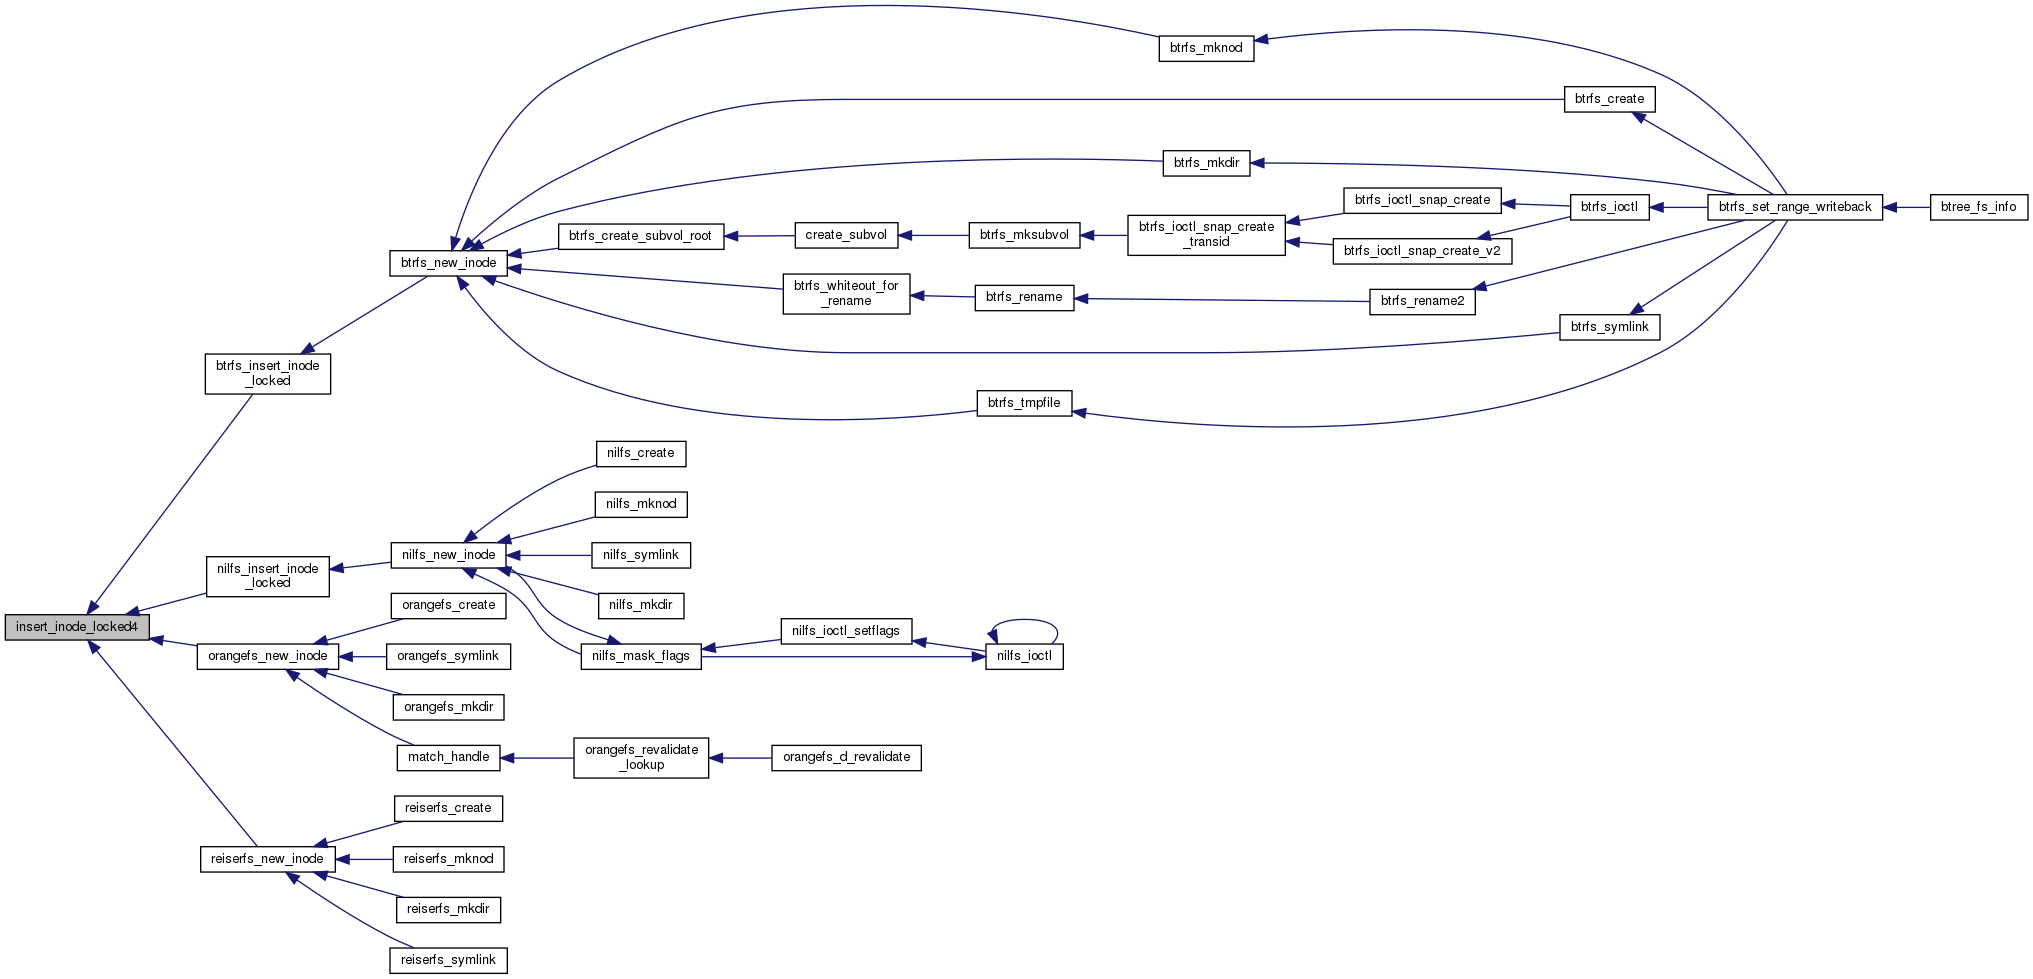 btrfs_mknod
btrfs_create
btrfs_mkdir
btrfs_ioctl_snap_create
btrfs_ioctl
btrfs_set_range_writeback
btree_fs_info
btrfs_create_subvol_root
create_subvol
btrfs_mksubvol
btrfs_ioctl_snap_create
_transid
btrfs_ioctl_snap_create_v2
btrfs_new_inode
btrfs_whiteout_for
_rename
btrfs_rename
btrfs_rename2
btrfs_symlink
btrfs_insert_inode
_locked
btrfs_tmpfile
nilfs_create
nilfs_mknod
nilfs_new_inode
nilfs_symlink
nilfs_insert_inode
_locked
nilfs_mkdir
orangefs_create
insert_inode_locked4
nilfs_ioctl_setflags
orangefs_new_inode
orangefs_symlink
nilfs_mask_flags
nilfs_ioctl
orangefs_mkdir
match_handle
orangefs_revalidate
_lookup
orangefs_d_revalidate
reiserfs_create
reiserfs_new_inode
reiserfs_mknod
reiserfs_mkdir
reiserfs_symlink